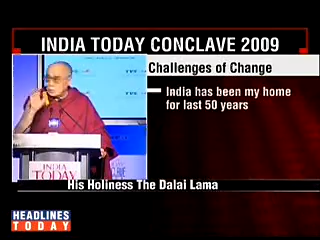 INDIA TODAY CONCLAVE 2009
Challenges of Change
India has been my home
for last 50 years
INDIA
TODAY
His Holiness The Dalai Lama
HEADLINES
TODAY